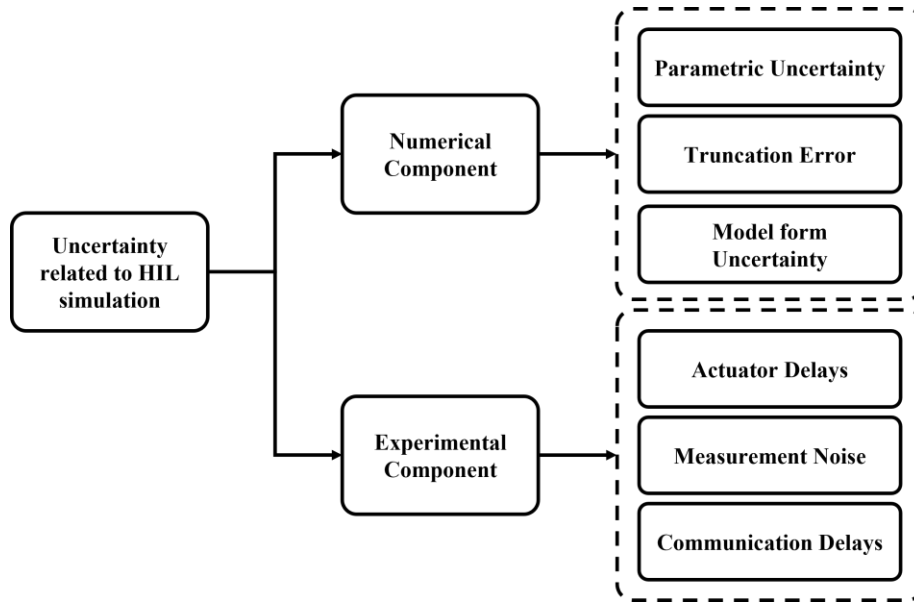 Uncertainty
related to HIL
simulation
Numerical
Component
Experimental
Component
Parametric Uncertainty
Truncation Error
Model form
Uncertainty
Actuator Delays
Measurement Noise
Communication Delays